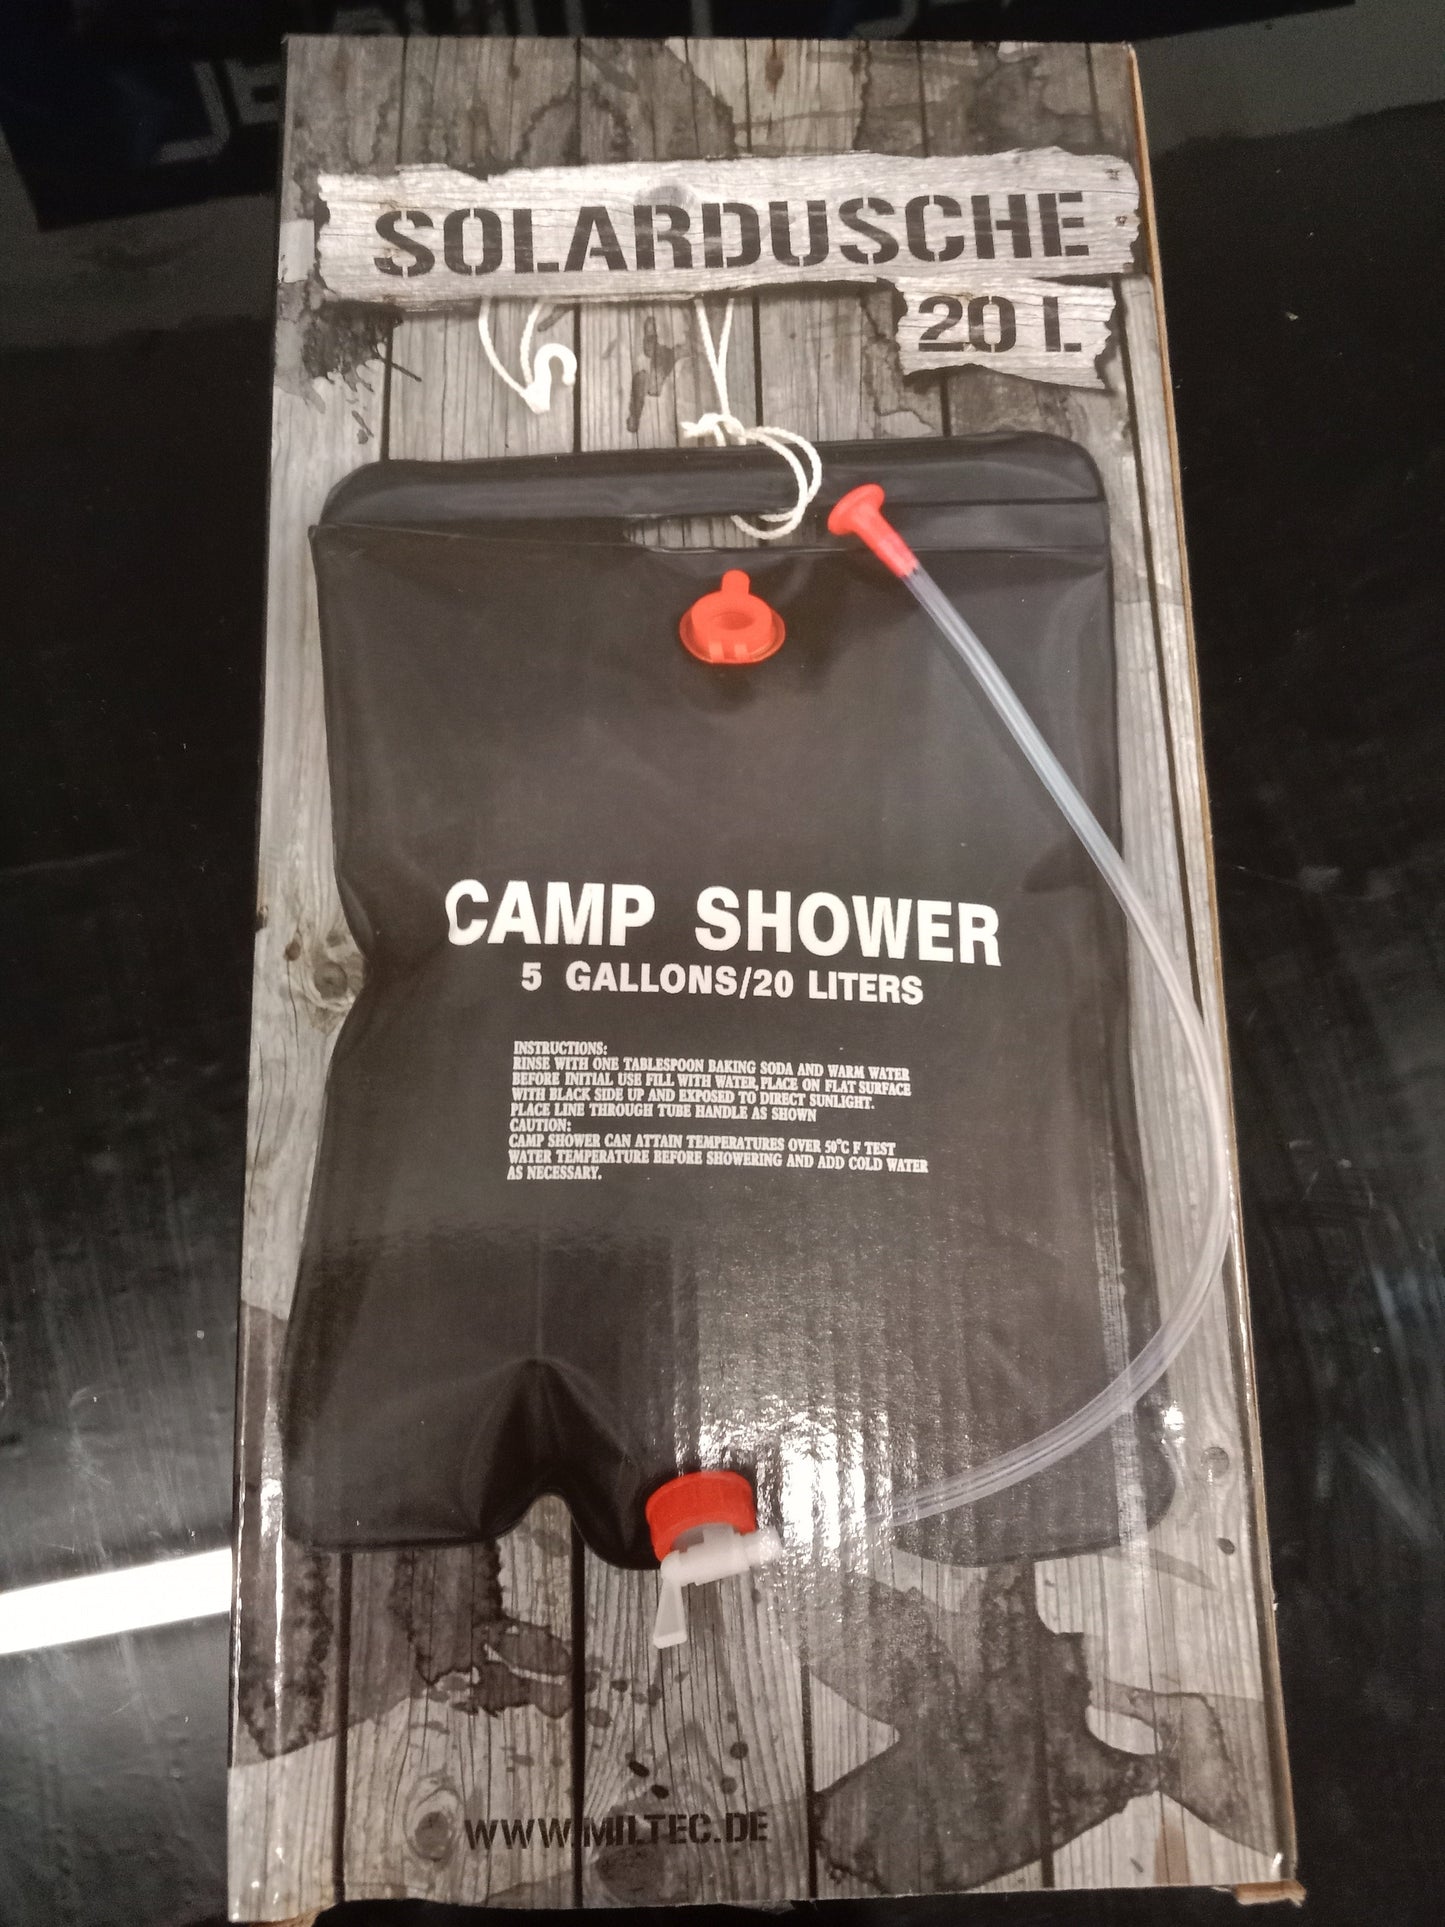 SOLARDUSCHE
20 L
CAMP SHOWER
5 GALLONS/20 LITERS
INSTRUCTIONS:
RINSE WITH ONE TABLESPOON BAKING SODA AND WARM WATER
BEFORE INITIAL USE FILL WITH WATER, PLACE ON FLAT SURFACE
WITH BLACK SIDE UP AND EXPOSED TO DIRECT SUNLIGHT.
PLACE LINE THROUGH TUBE HANDLE AS SHOWN
CAUTION:
CAMP SHOWER CAN ATTAIN TEMPERATURES OVER 50°C F TEST
WATER TEMPERATURE BEFORE SHOWERING AND ADD COLD WATER
AS NECESSARY.
WWW.MILTEC.DE